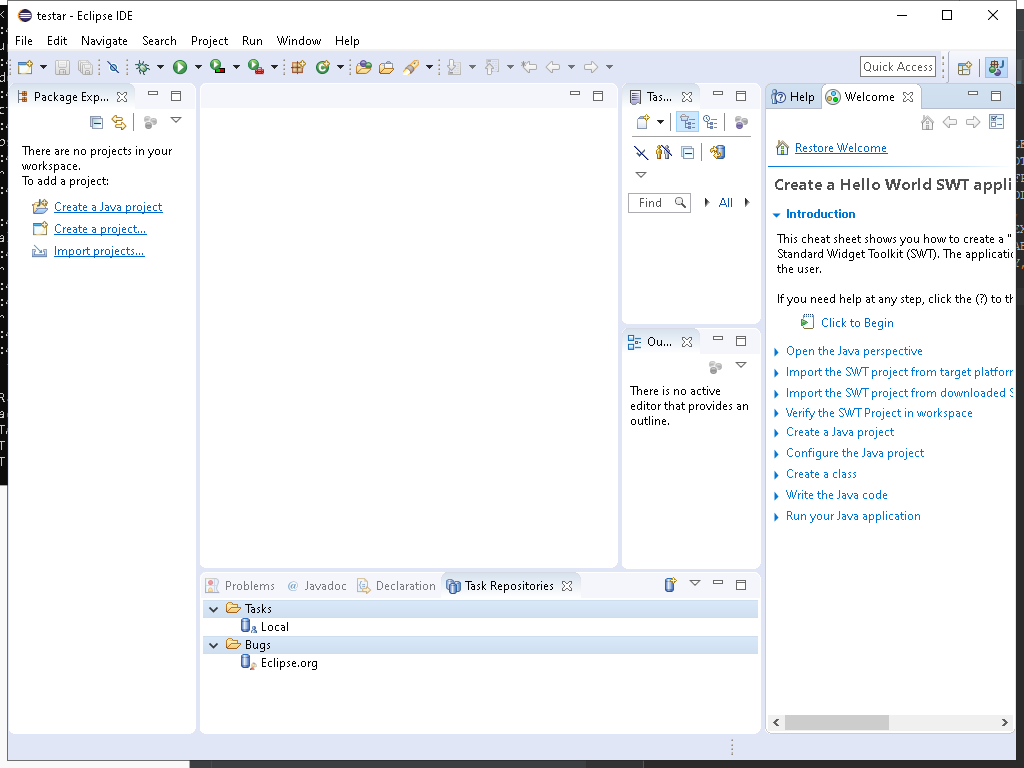 testar - Eclipse IDE
File Edit Navigate Search Project Run Window Help
Quick Access
Package Exp...
There are no projects in your
workspace.
To add a project:
Create a Java project
Create a project...
Import projects...
Tas...
Find
All
Ou...
There is no active
editor that provides an
outline.
Help
Welcome
Restore Welcome
Create a Hello World SWT appli
Introduction
This cheat sheet shows you how to create a "
Standard Widget Toolkit (SWT). The applicatio
the user.
If you need help at any step, click the (?) to th
Click to Begin
Open the Java perspective
Import the SWT project from target platform
Import the SWT project from downloaded S
Verify the SWT Project in workspace
Create a Java project
Configure the Java project
Create a class
Write the Java code
Run your Java application
Problems @ Javadoc Declaration Task Repositories
Tasks
Local
Bugs
Eclipse.org